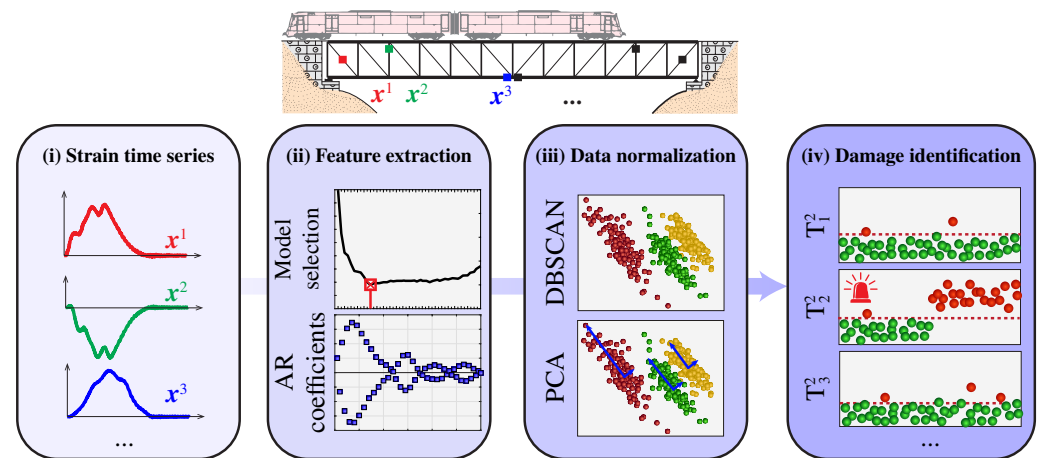 x¹ x² x³
...
(i) Strain time series
x¹
x²
x³
...
(ii) Feature extraction
Model
selection
AR
coefficients
(iii) Data normalization
DBSCAN
PCA
(iv) Damage identification
T²₁
T²₂
T²₃
...